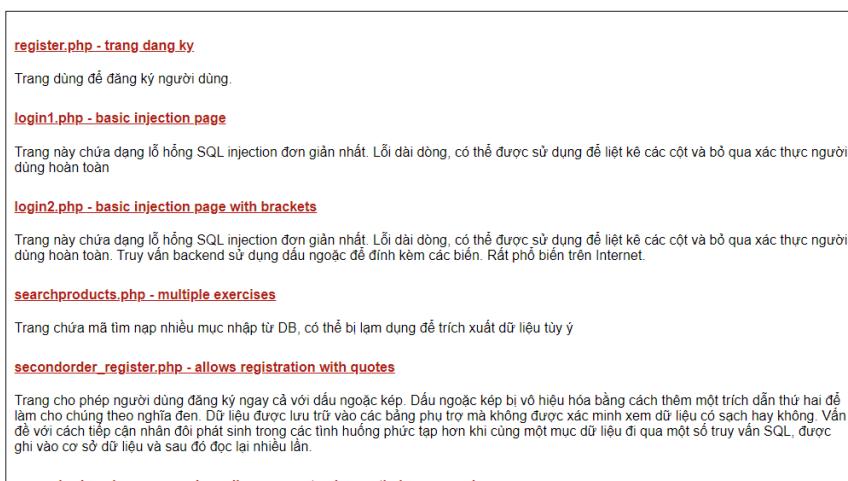 register.php - trang dang ky
Trang dùng để đăng ký người dùng.
login1.php - basic injection page
Trang này chứa dạng lỗ hổng SQL injection đơn giản nhất. Lỗi dài dòng, có thể được sử dụng để liệt kê các cột và bỏ qua xác thực người
dùng hoàn toàn
login2.php - basic injection page with brackets
Trang này chứa dạng lỗ hổng SQL injection đơn giản nhất. Lỗi dài dòng, có thể được sử dụng để liệt kê các cột và bỏ qua xác thực người
dùng hoàn toàn. Truy vấn backend sử dụng dấu ngoặc để đính kèm các biến. Rất phổ biến trên Internet.
searchproducts.php - multiple exercises
Trang chứa mã tìm nạp nhiều mục nhập từ DB, có thể bị lạm dụng để trích xuất dữ liệu tùy ý
secondorder_register.php - allows registration with quotes
Trang cho phép người dùng đăng ký ngay cả với dấu ngoặc kép. Dấu ngoặc kép bị vô hiệu hóa bằng cách thêm một trích dẫn thứ hai để
làm cho chúng theo nghĩa đen. Dữ liệu được lưu trữ vào các bảng phụ trợ mà không được xác minh xem dữ liệu có sạch hay không. Vấn
đề với cách tiếp cận nhân đôi phát sinh trong các tình huống phức tạp hơn khi cùng một mục dữ liệu đi qua một số truy vấn SQL, được
ghi vào cơ sở dữ liệu và sau đó đọc lại nhiều lần.